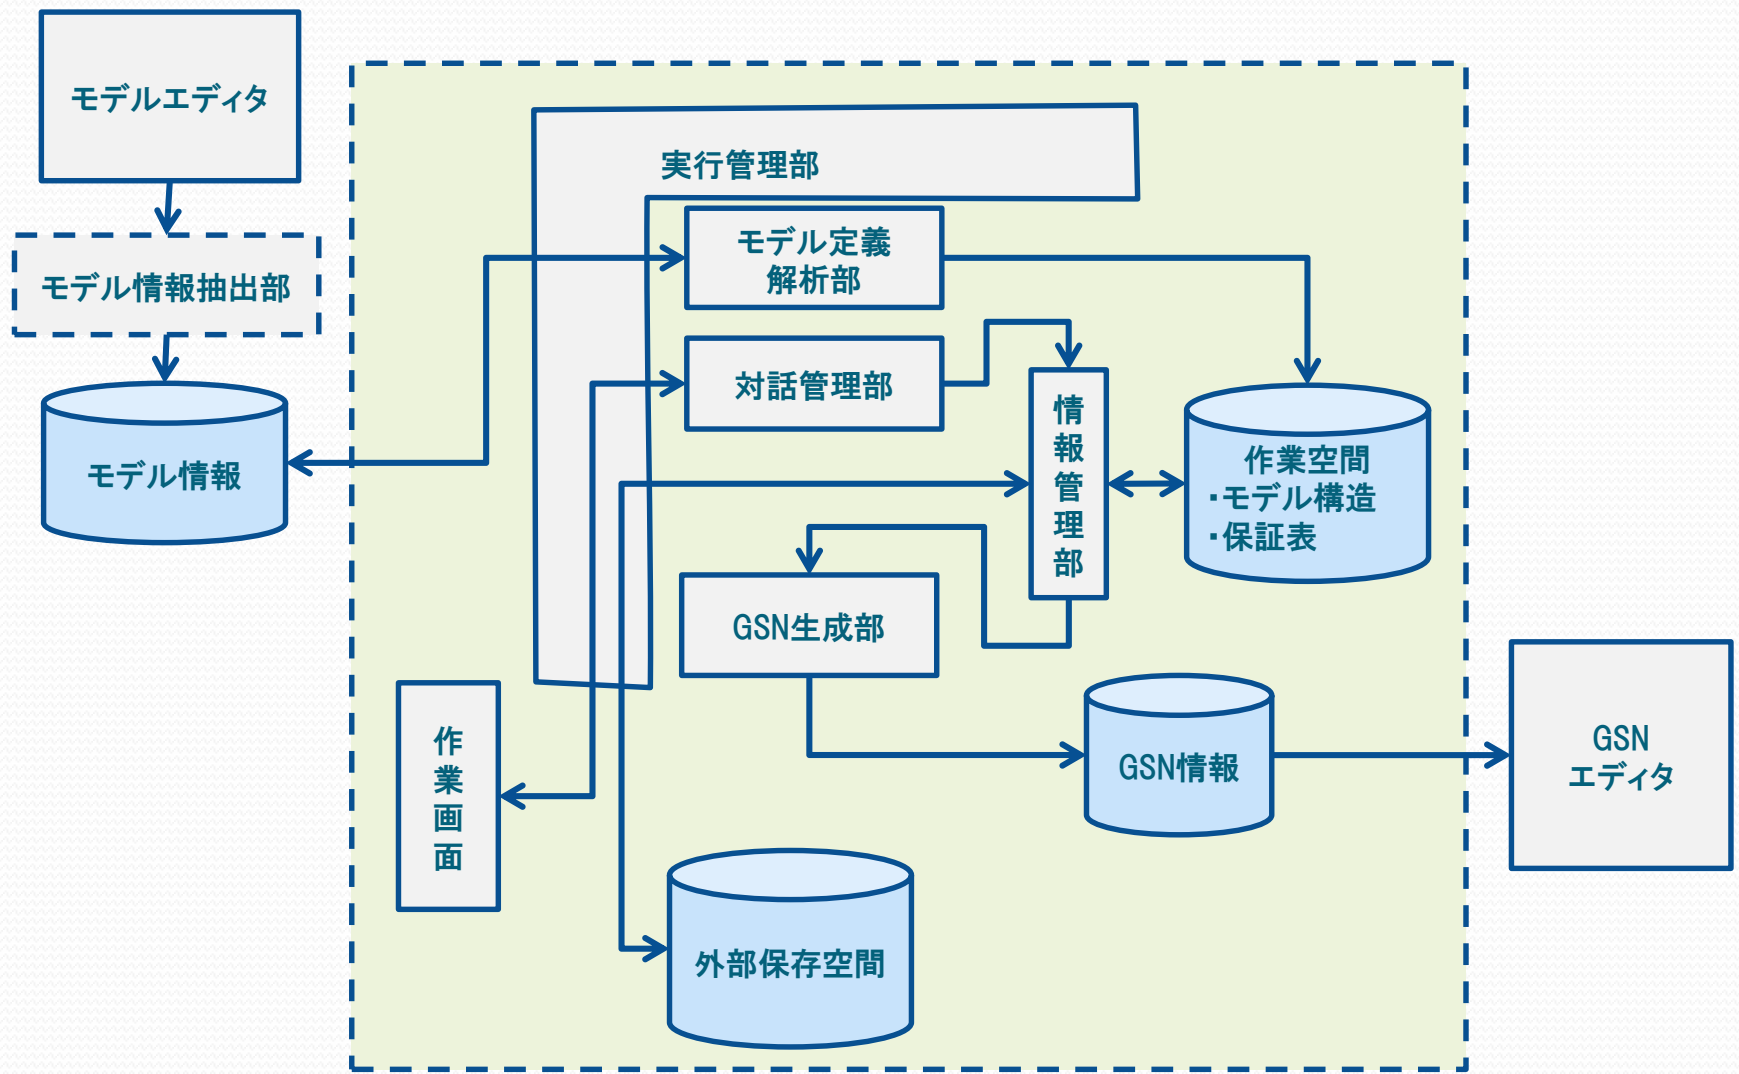 モデルエディタ
実行管理部
モデル情報抽出部
モデル定義
解析部
対話管理部
情報管理部
モデル情報
作業空間
・モデル構造
・保証表
GSN生成部
作業画面
GSN情報
GSN
エディタ
外部保存空間